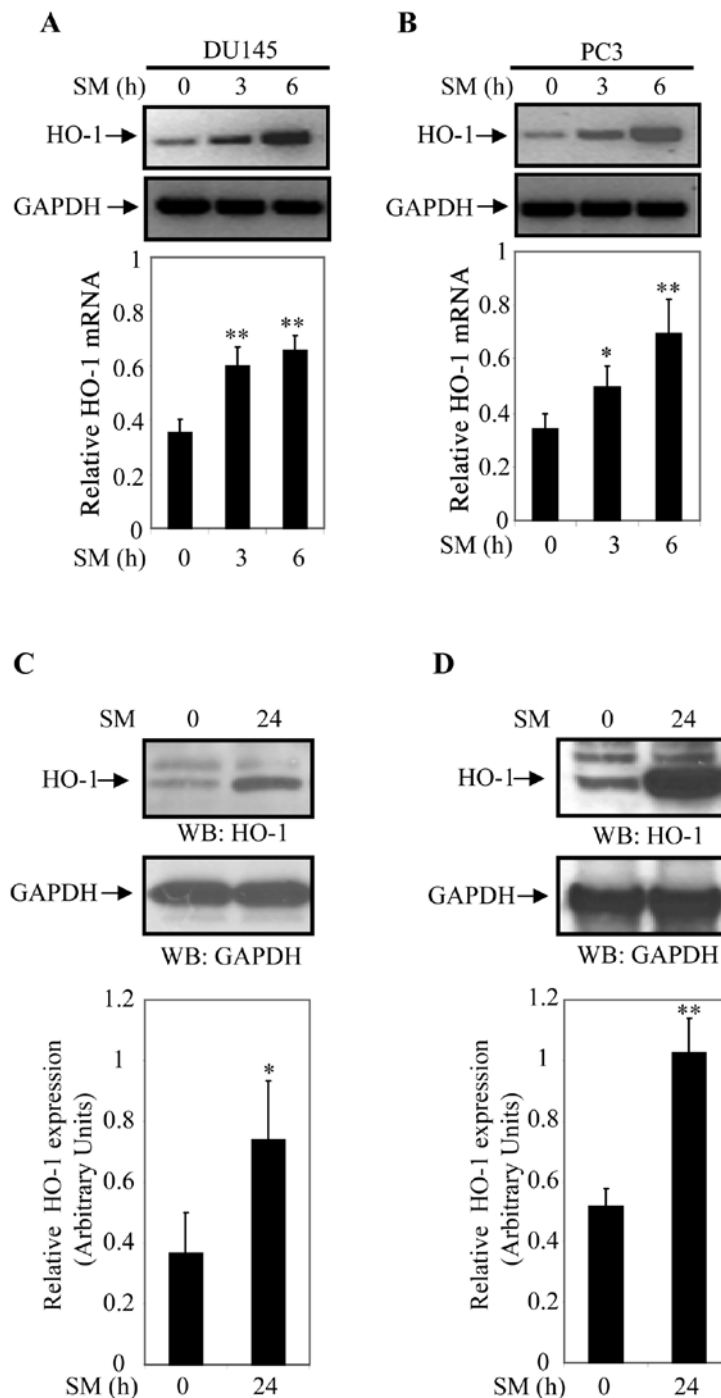 A
DU145
SM (h) 0 3 6
HO-1
GAPDH
Relative HO-1 mRNA
1
0.8
0.6
0.4
0.2
0
**
**
0 3 6
SM (h)
B
PC3
SM (h) 0 3 6
HO-1
GAPDH
Relative HO-1 mRNA
1
0.8
0.6
0.4
0.2
0
*
**
0 3 6
SM (h)
C
SM 0 24
HO-1
WB: HO-1
GAPDH
WB: GAPDH
Relative HO-1 expression
(Arbitrary Units)
1.2
1
0.8
0.6
0.4
0.2
0
*
SM (h) 0 24
D
SM 0 24
HO-1
WB: HO-1
GAPDH
WB: GAPDH
Relative HO-1 expression
(Arbitrary Units)
1.2
1
0.8
0.6
0.4
0.2
0
**
SM (h) 0 24